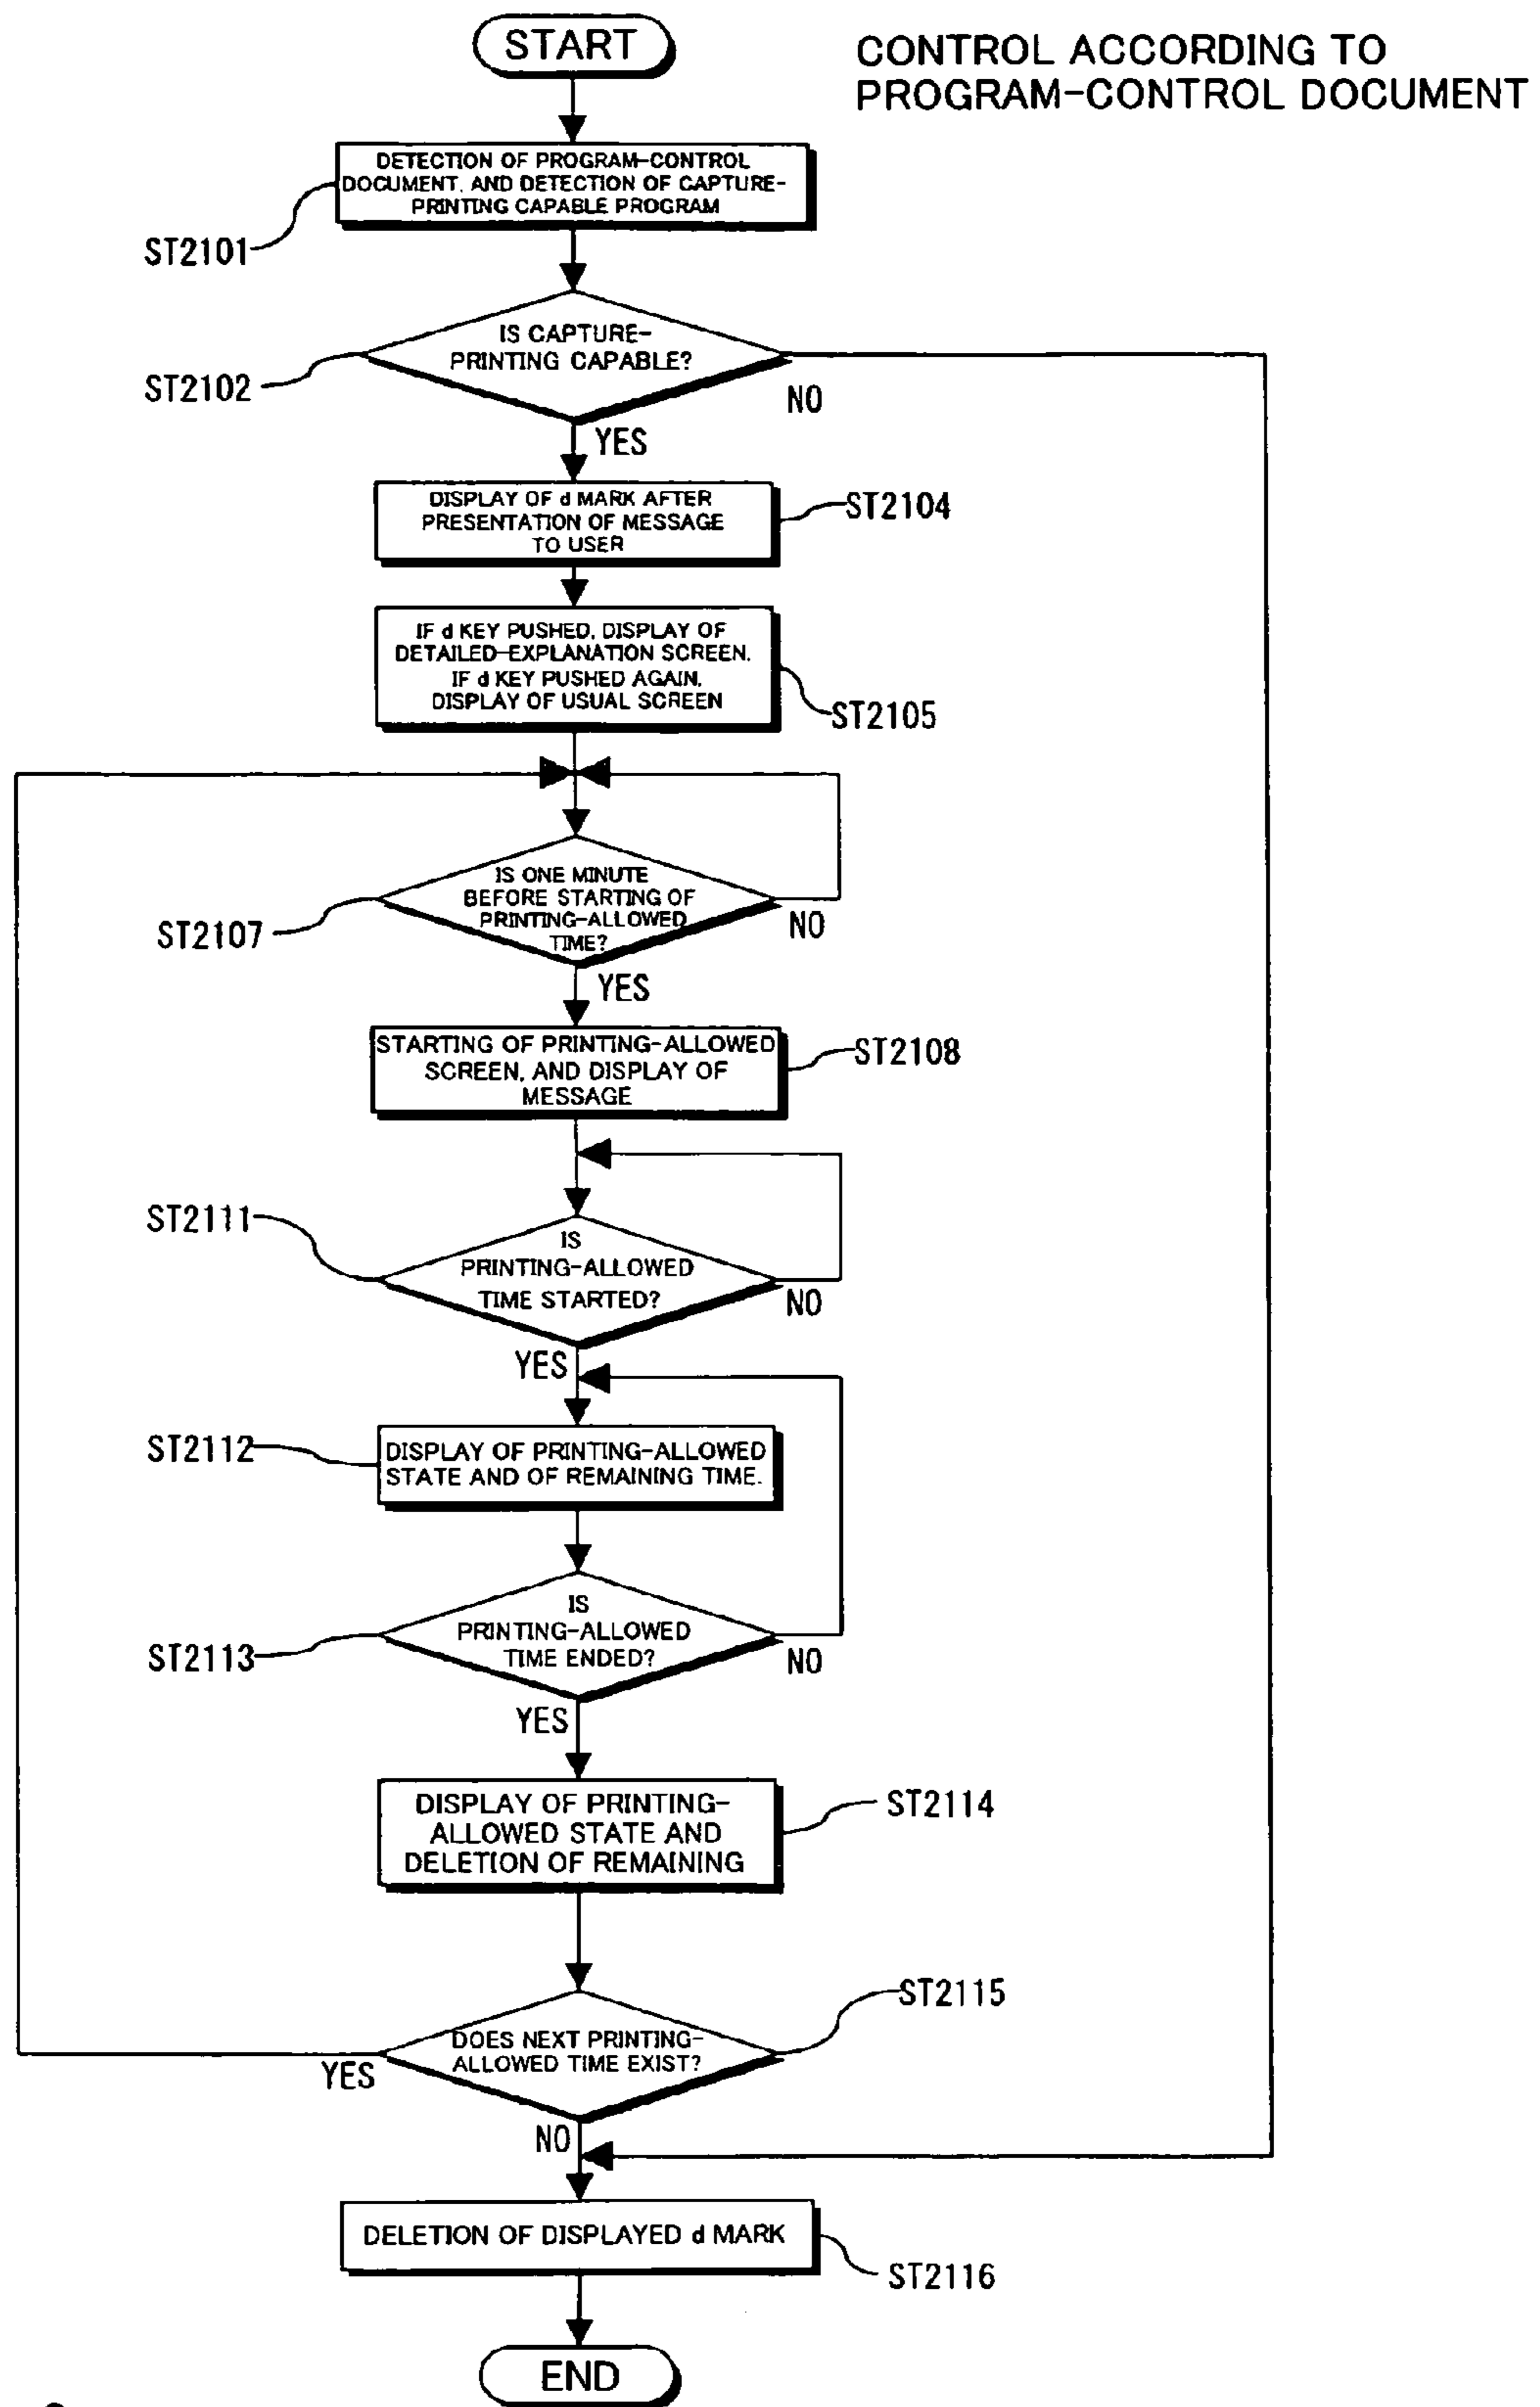 START
CONTROL ACCORDING TO
PROGRAM-CONTROL DOCUMENT
DETECTION OF PROGRAM-CONTROL
DOCUMENT, AND DETECTION OF CAPTURE-
PRINTING CAPABLE PROGRAM
ST2101
IS CAPTURE-
PRINTING CAPABLE?
ST2102
NO
YES
DISPLAY OF d MARK AFTER
PRESENTATION OF MESSAGE
TO USER
ST2104
IF d KEY PUSHED, DISPLAY OF
DETAILED-EXPLANATION SCREEN.
IF d KEY PUSHED AGAIN,
DISPLAY OF USUAL SCREEN
ST2105
IS ONE MINUTE
BEFORE STARTING OF
PRINTING-ALLOWED
TIME?
ST2107
NO
YES
STARTING OF PRINTING-ALLOWED
SCREEN, AND DISPLAY OF
MESSAGE
ST2108
ST2111
IS
PRINTING-ALLOWED
TIME STARTED?
NO
YES
ST2112
DISPLAY OF PRINTING-ALLOWED
STATE AND OF REMAINING TIME.
IS
PRINTING-ALLOWED
TIME ENDED?
ST2113
NO
YES
DISPLAY OF PRINTING-
ALLOWED STATE AND
DELETION OF REMAINING
ST2114
ST2115
DOES NEXT PRINTING-
ALLOWED TIME EXIST?
YES
NO
DELETION OF DISPLAYED d MARK
ST2116
END